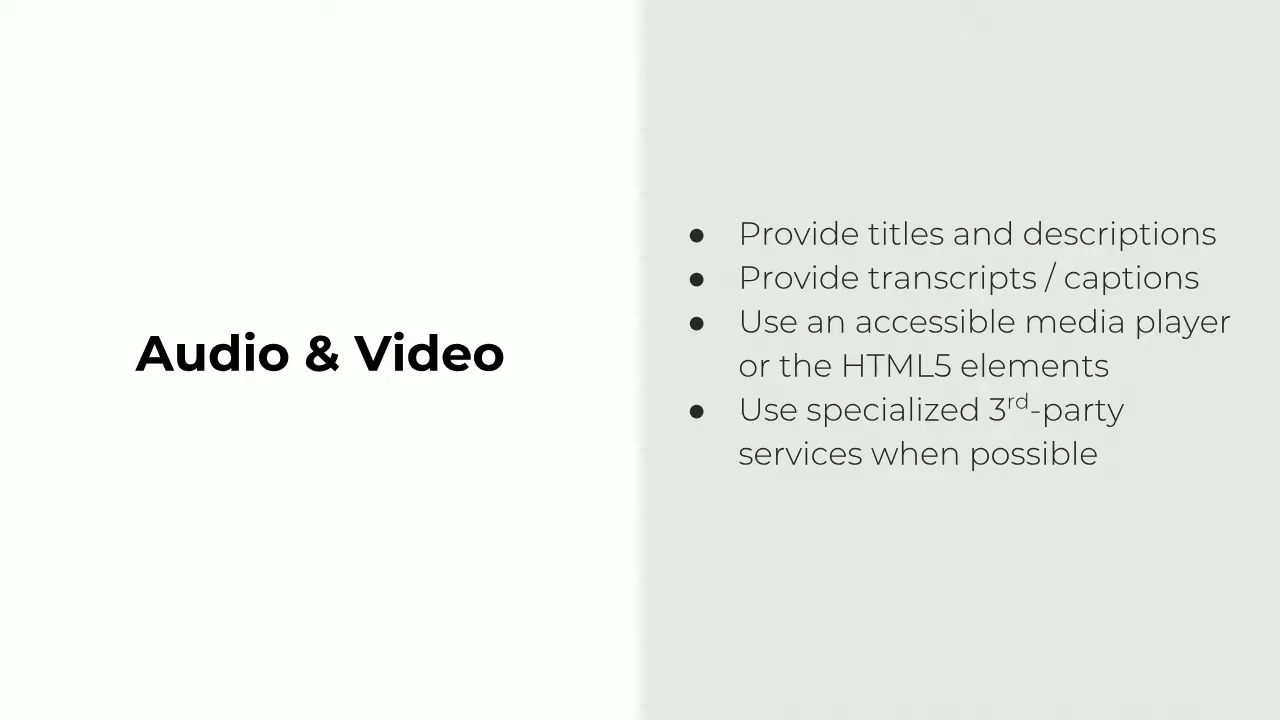 Audio & Video
● Provide titles and descriptions
● Provide transcripts / captions
● Use an accessible media player
or the HTML5 elements
● Use specialized 3rd-party
services when possible